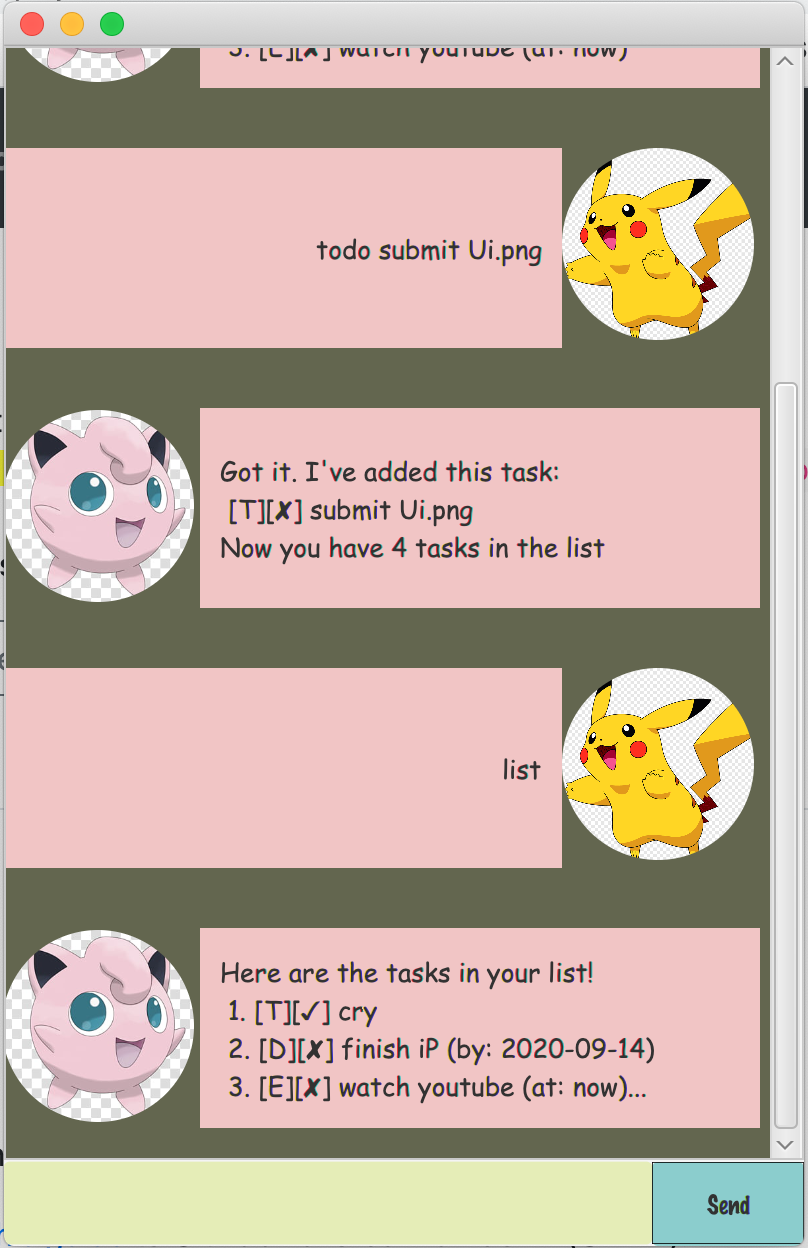 3. [E][✘] watch youtube (at: now)
todo submit Ui.png
Got it. I've added this task:
[T][✘] submit Ui.png
Now you have 4 tasks in the list
list
Here are the tasks in your list!
1. [T][✓] cry
2. [D][✘] finish iP (by: 2020-09-14)
3. [E][✘] watch youtube (at: now)...
Send